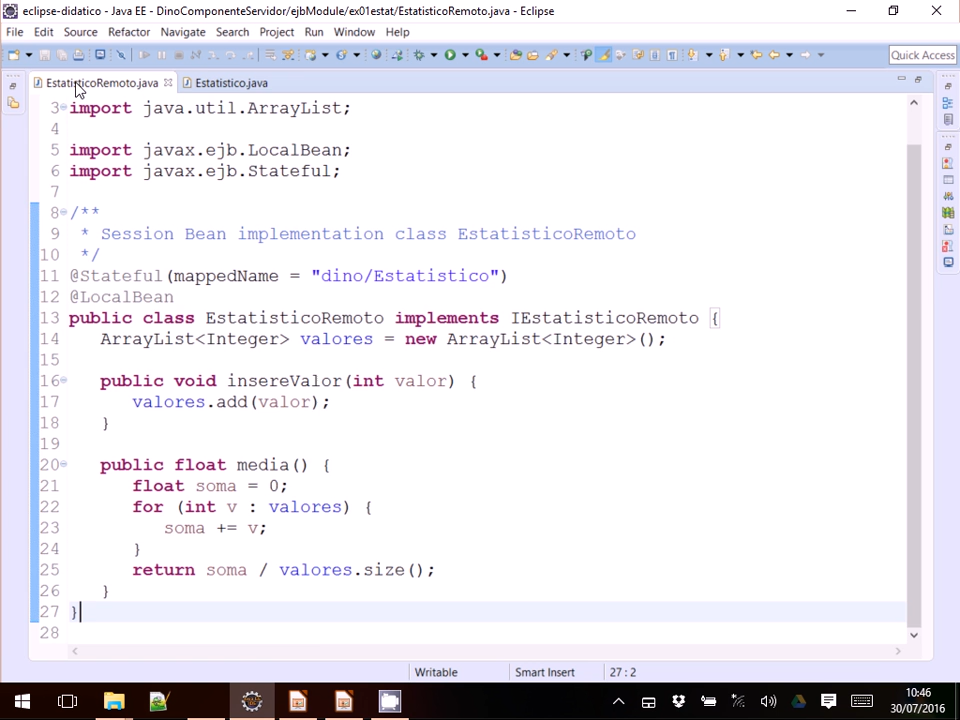 eclipse-didatico - Java EE - DinoComponenteServidor/ejbModule/ex01estat/EstatisticoRemoto.java - Eclipse
File Edit Source Refactor Navigate Search Project Run Window Help
Quick Access
EstatisticoRemoto.java Estatistico.java
3 import java.util.ArrayList;
4
5 import javax.ejb.LocalBean;
6 import javax.ejb.Stateful;
7
8 /**
9 * Session Bean implementation class EstatisticoRemoto
10 */
11 @Stateful(mappedName = "dino/Estatistico")
12 @LocalBean
13 public class EstatisticoRemoto implements IEstatisticoRemoto {
14 ArrayList<Integer> valores = new ArrayList<Integer>();
15
16 public void insereValor(int valor) {
17 valores.add(valor);
18 }
19
20 public float media() {
21 float soma = 0;
22 for (int v : valores) {
23 soma += v;
24 }
25 return soma / valores.size();
26 }
27 }
28
Writable Smart Insert 27 : 2
10:46
30/07/2016